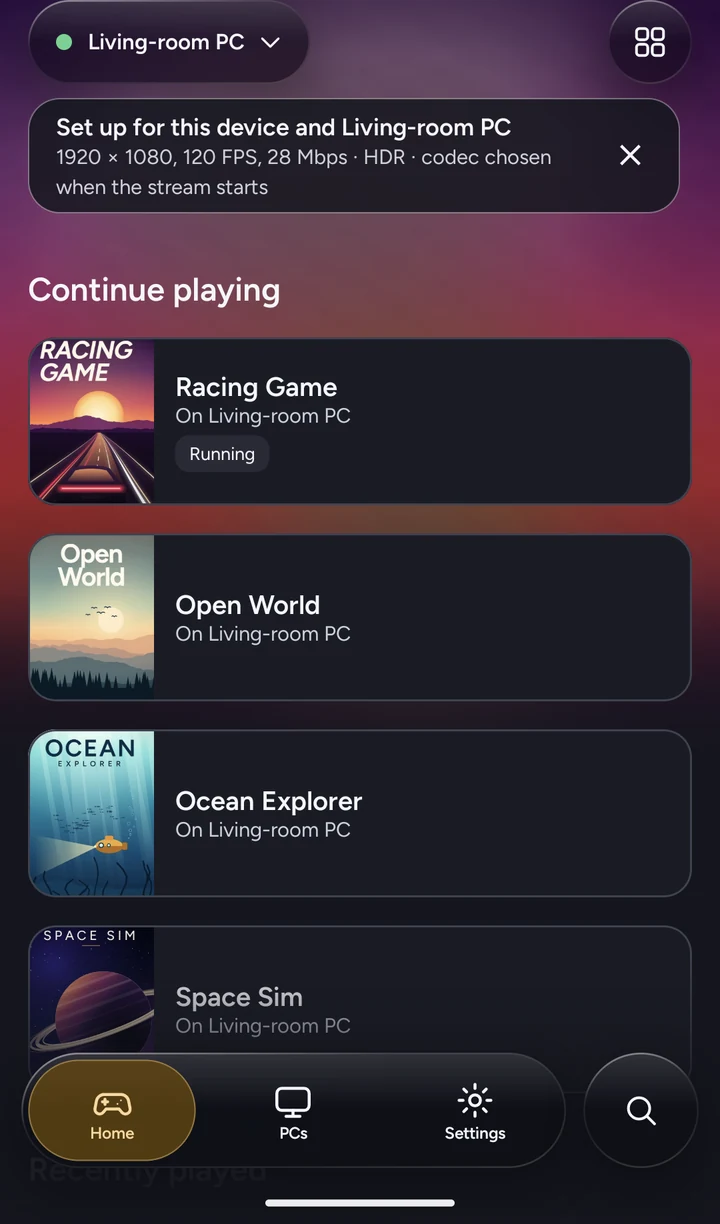 Living-room PC
Set up for this device and Living-room PC
1920 × 1080, 120 FPS, 28 Mbps · HDR · codec chosen
when the stream starts
Continue playing
RACING
GAME
Racing Game
On Living-room PC
Running
Open
World
Open World
On Living-room PC
OCEAN
EXPLORER
Ocean Explorer
On Living-room PC
SPACE SIM
Space Sim
On Living-room PC
Home
PCs
Settings
Recently played